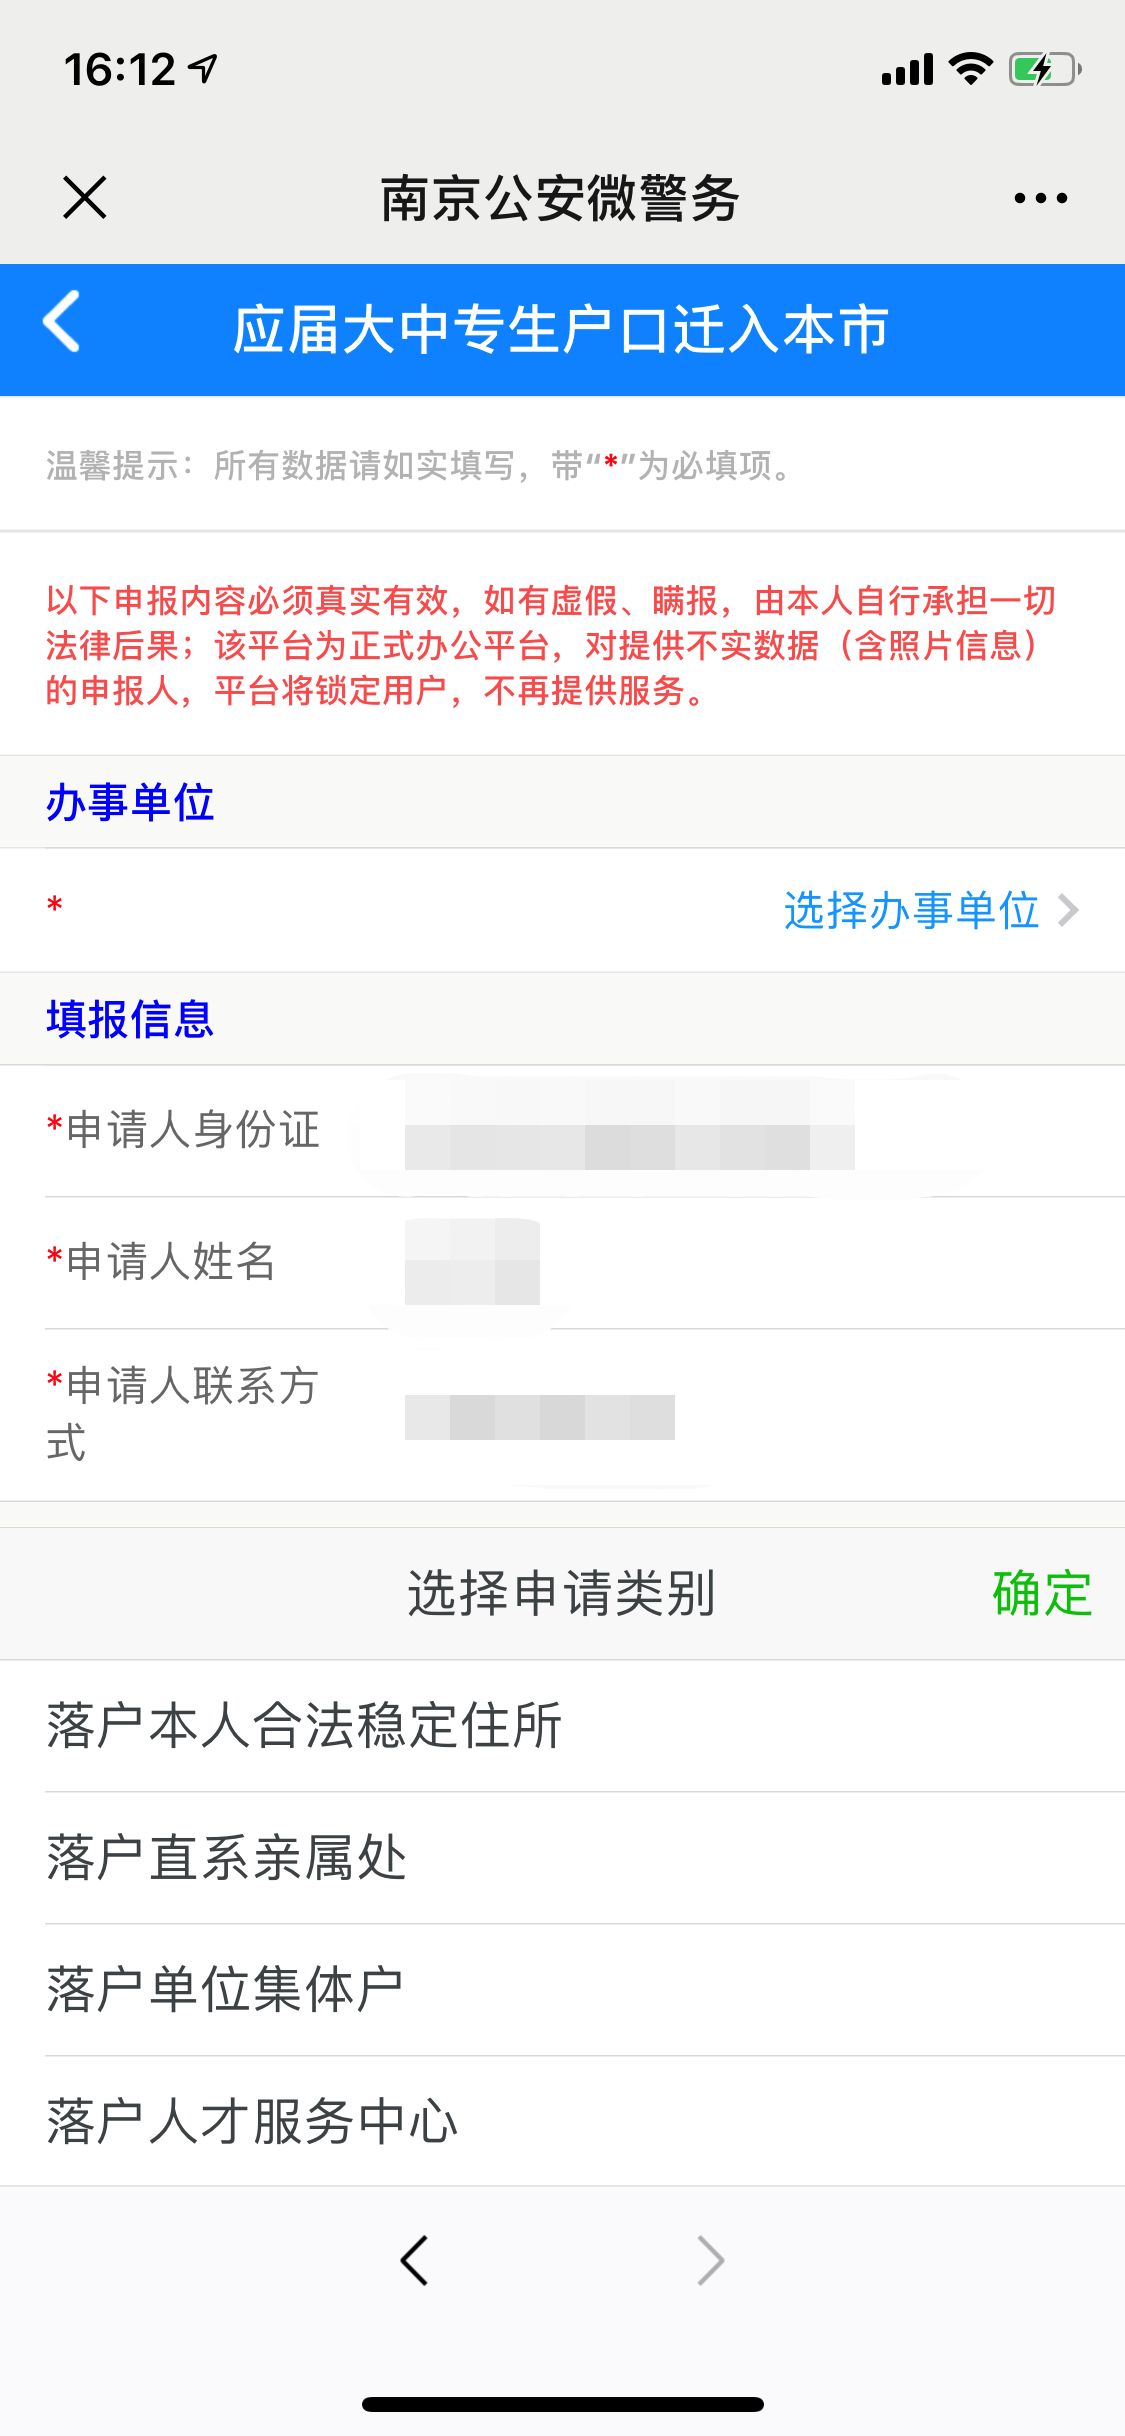 16:12
南京公安微警务
应届大中专生户口迁入本市
温馨提示：所有数据请如实填写，带“*”为必填项。
以下申报内容必须真实有效，如有虚假、瞒报，由本人自行承担一切
法律后果；该平台为正式办公平台，对提供不实数据（含照片信息）
的申报人，平台将锁定用户，不再提供服务。
办事单位
* 选择办事单位
填报信息
*申请人身份证
*申请人姓名
*申请人联系方
式
选择申请类别 确定
落户本人合法稳定住所
落户直系亲属处
落户单位集体户
落户人才服务中心